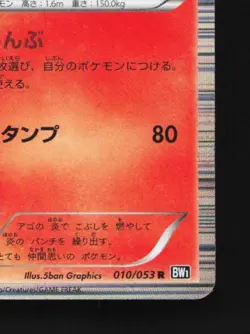 モン 高さ：1.6m 重さ：150.0kg
んぶ
枚選び、自分のポケモンにつける。
える。
タンプ 80
アゴの 炎で こぶしを 燃やして
炎の パンチを 繰り出す。
とても 仲間思いの ポケモン。
Illus.5ban Graphics 010/053 R BW1
/Creatures/GAME FREAK